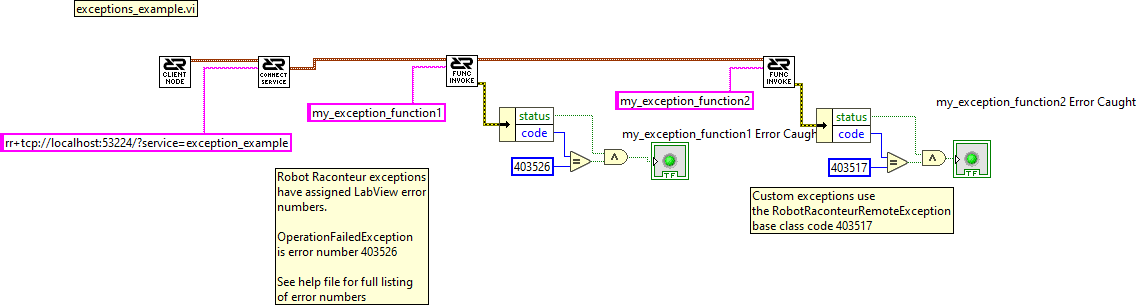 exceptions_example.vi
CLIENT
NODE
CONNECT
SERVICE
FUNC
INVOKE
FUNC
INVOKE
my_exception_function1
my_exception_function2
rr+tcp://localhost:53224/?service=exception_example
status
code
my_exception_function1 Error Caugh
403526
=
∧
TF
status
code
my_exception_function2 Error Caught
403517
=
∧
TF
Robot Raconteur exceptions
have assigned LabView error
numbers.
OperationFailedException
is error number 403526
See help file for full listing
of error numbers
Custom exceptions use
the RobotRaconteurRemoteException
base class code 403517